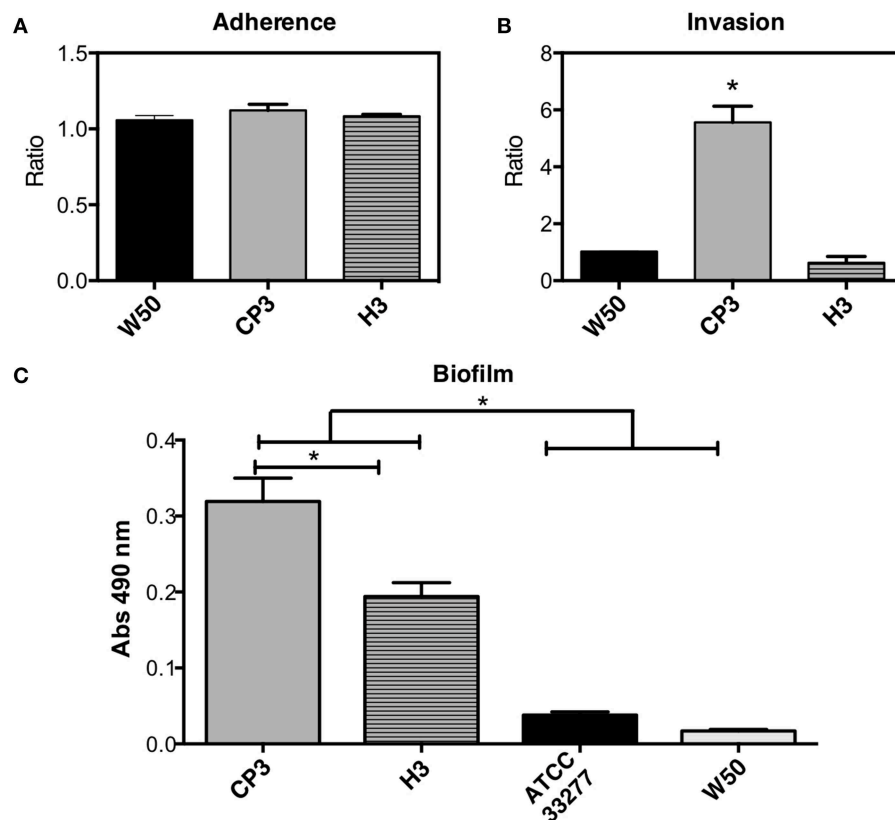 A
Adherence
Ratio
1.5
1.0
0.5
0.0
W50
CP3
H3
B
Invasion
Ratio
8
6
4
2
0
*
W50
CP3
H3
C
Biofilm
Abs 490 nm
*
*
0.4
0.3
0.2
0.1
0.0
CP3
H3
ATCC
33277
W50